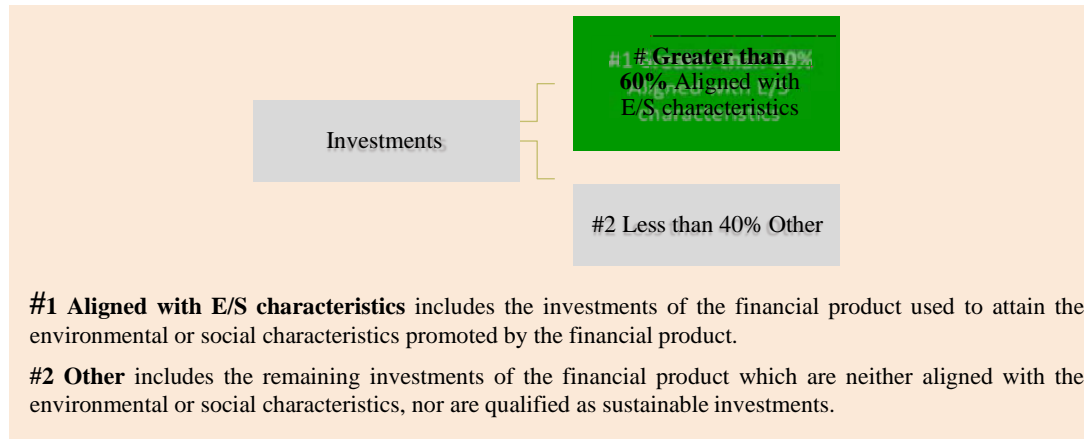 # Greater than
60% Aligned with
E/S characteristics
Investments
#2 Less than 40% Other
#1 Aligned with E/S characteristics includes the investments of the financial product used to attain the
environmental or social characteristics promoted by the financial product.
#2 Other includes the remaining investments of the financial product which are neither aligned with the
environmental or social characteristics, nor are qualified as sustainable investments.